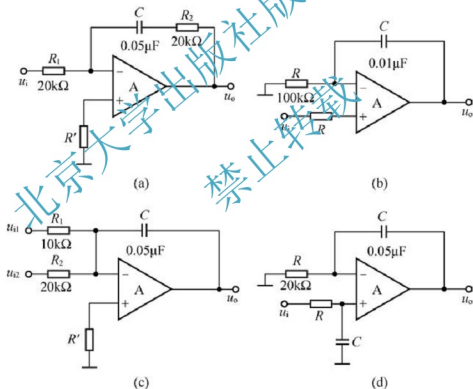 C
R₂
0.05μF
20kΩ
R₁
20kΩ
uᵢ
−
+
A
uₒ
R'
(a)
C
0.01μF
R
100kΩ
−
+
A
uₒ
R
(b)
C
0.05μF
uᵢ₁
R₁
10kΩ
uᵢ₂
R₂
20kΩ
−
+
A
uₒ
R'
(c)
C
0.05μF
R
20kΩ
−
+
A
uₒ
uᵢ
R
C
(d)
北京大学出版社版
禁止转载